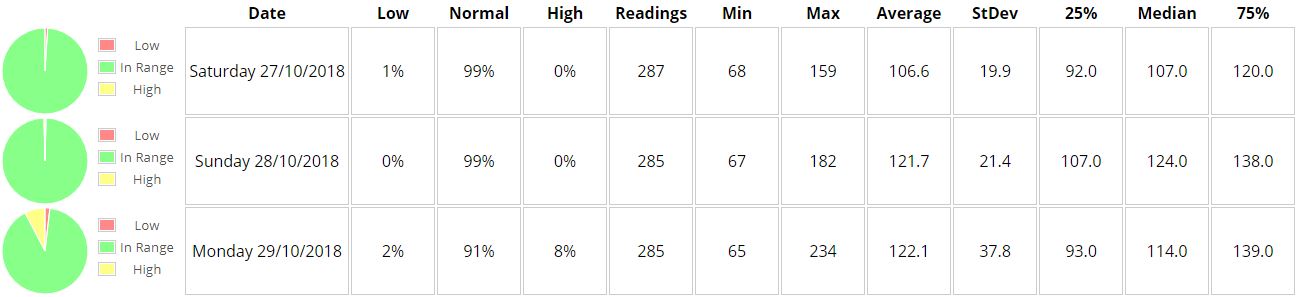 Date Low Normal High Readings Min Max Average StDev 25% Median 75%
Low
In Range
High
Saturday 27/10/2018 1% 99% 0% 287 68 159 106.6 19.9 92.0 107.0 120.0
Low
In Range
High
Sunday 28/10/2018 0% 99% 0% 285 67 182 121.7 21.4 107.0 124.0 138.0
Low
In Range
High
Monday 29/10/2018 2% 91% 8% 285 65 234 122.1 37.8 93.0 114.0 139.0